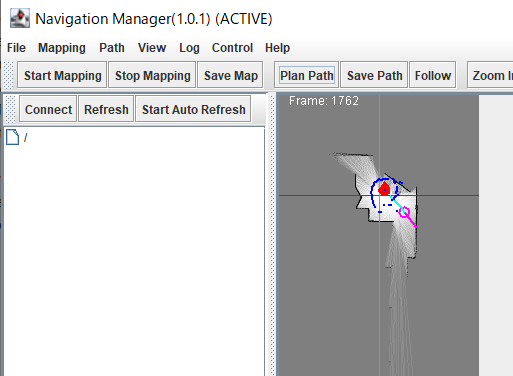 Navigation Manager(1.0.1) (ACTIVE)
File Mapping Path View Log Control Help
Start Mapping Stop Mapping Save Map Plan Path Save Path Follow Zoom I
Connect Refresh Start Auto Refresh
Frame: 1762
/